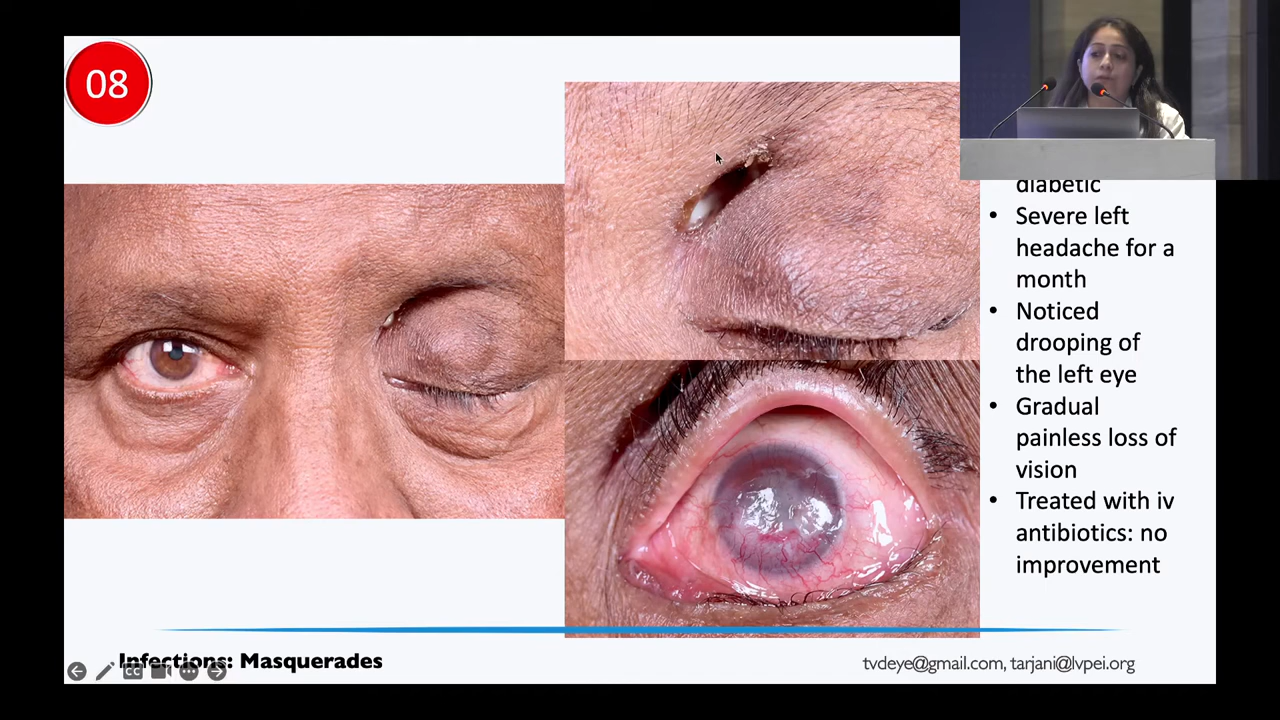 08
diabetic
• Severe left
headache for a
month
• Noticed
drooping of
the left eye
• Gradual
painless loss of
vision
• Treated with iv
antibiotics: no
improvement
Infections: Masquerades
tvdeye@gmail.com, tarjani@lvpei.org
CC